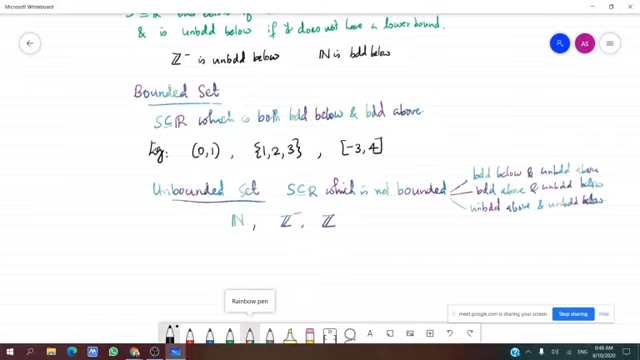 Microsoft Whiteboard
S⊆R
& is unbdd below if it does not have a lower bound.
Z⁻ is unbdd below    N is bdd below
Bounded Set
S⊆R which is both bdd below & bdd above.
Eg: (0,1) , {1,2,3} , [-3,4]
Unbounded Set S⊆R which is not bounded
bdd below & unbdd above
bdd above & unbdd below
unbdd above & unbdd below
N , Z⁻, Z
AS
Rainbow pen
meet.google.com is sharing your screen. Stop sharing Hide
ENG
8:48 AM
8/10/2020